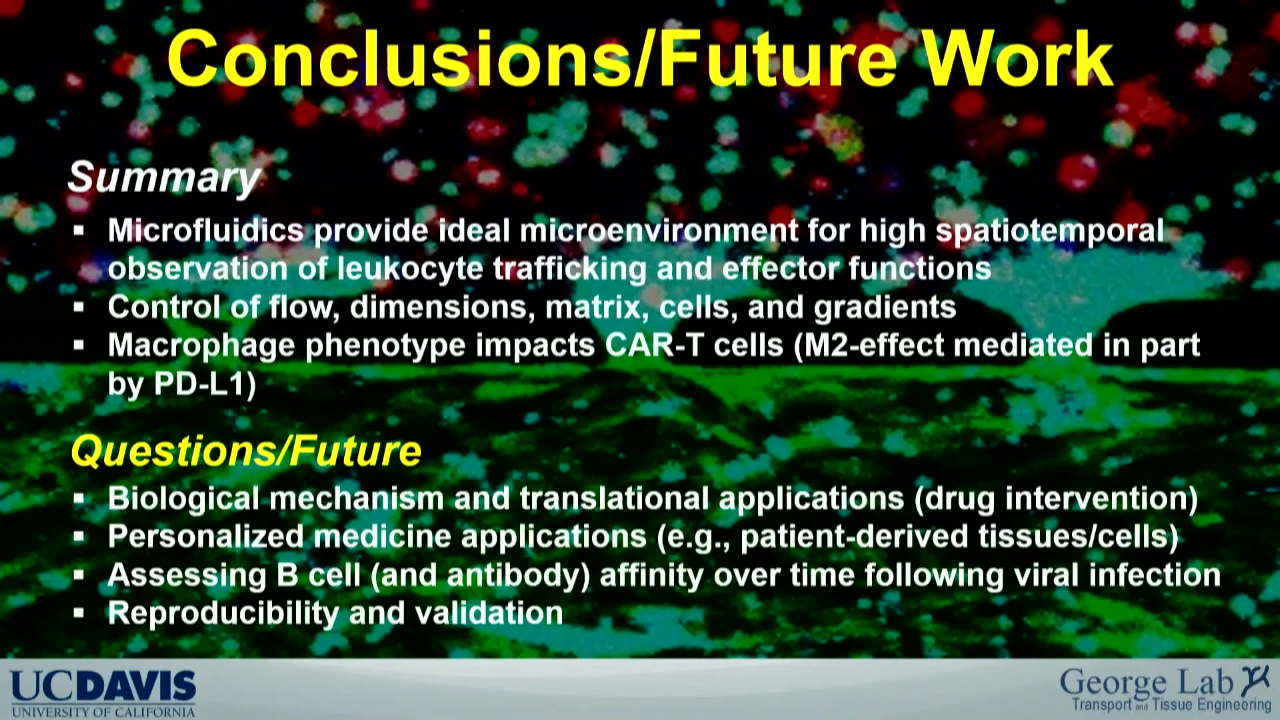 Conclusions/Future Work
Summary
▪ Microfluidics provide ideal microenvironment for high spatiotemporal
observation of leukocyte trafficking and effector functions
▪ Control of flow, dimensions, matrix, cells, and gradients
▪ Macrophage phenotype impacts CAR-T cells (M2-effect mediated in part
by PD-L1)
Questions/Future
▪ Biological mechanism and translational applications (drug intervention)
▪ Personalized medicine applications (e.g., patient-derived tissues/cells)
▪ Assessing B cell (and antibody) affinity over time following viral infection
▪ Reproducibility and validation
UCDAVIS
UNIVERSITY OF CALIFORNIA
George Lab
Transport and Tissue Engineering